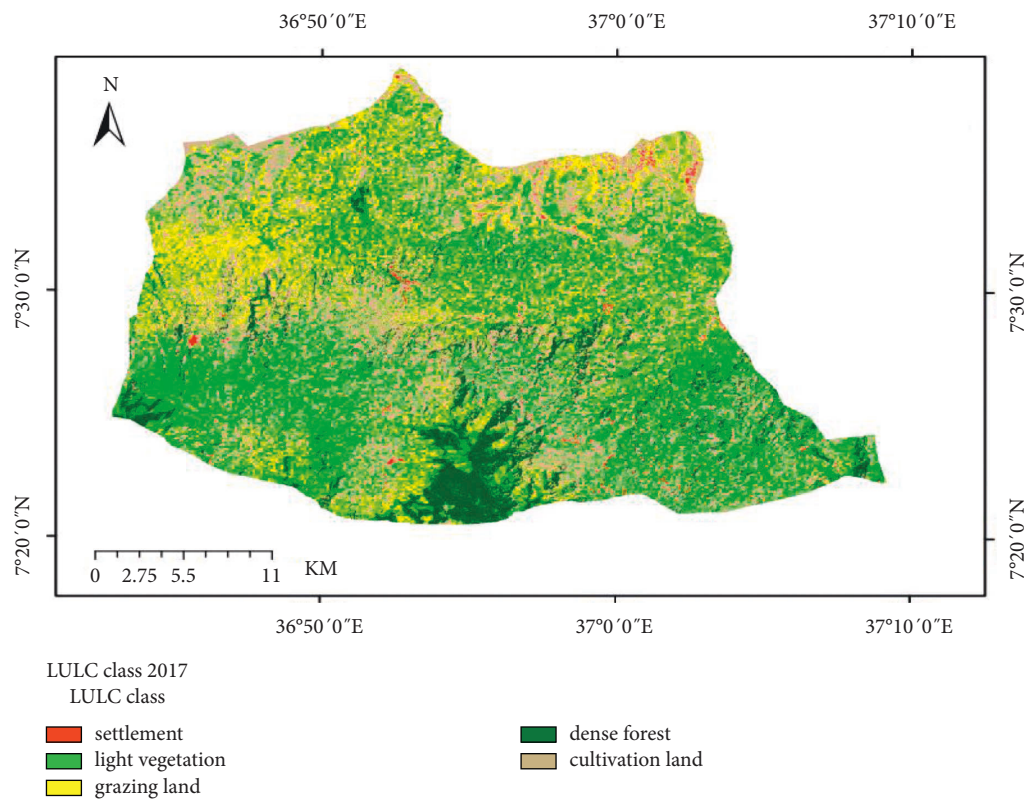 36°50′0″E 37°0′0″E 37°10′0″E
N
7°30′0″N 7°30′0″N
7°20′0″N 7°20′0″N
0 2.75 5.5 11 KM
36°50′0″E 37°0′0″E 37°10′0″E
LULC class 2017
LULC class
settlement
light vegetation
grazing land
dense forest
cultivation land